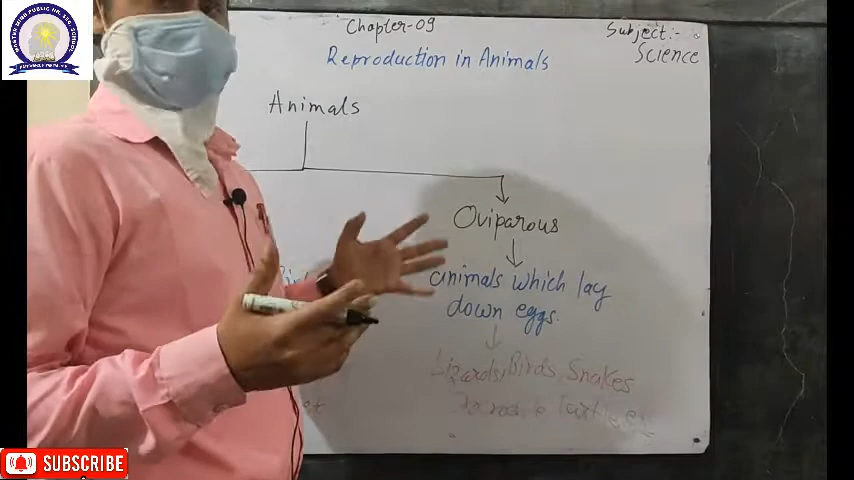 Chapter-09
Subject:-
Science
Reproduction in Animals
Animals
Oviparous
animals which lay
down eggs.
Lizards, Birds, Snakes
SUBSCRIBE